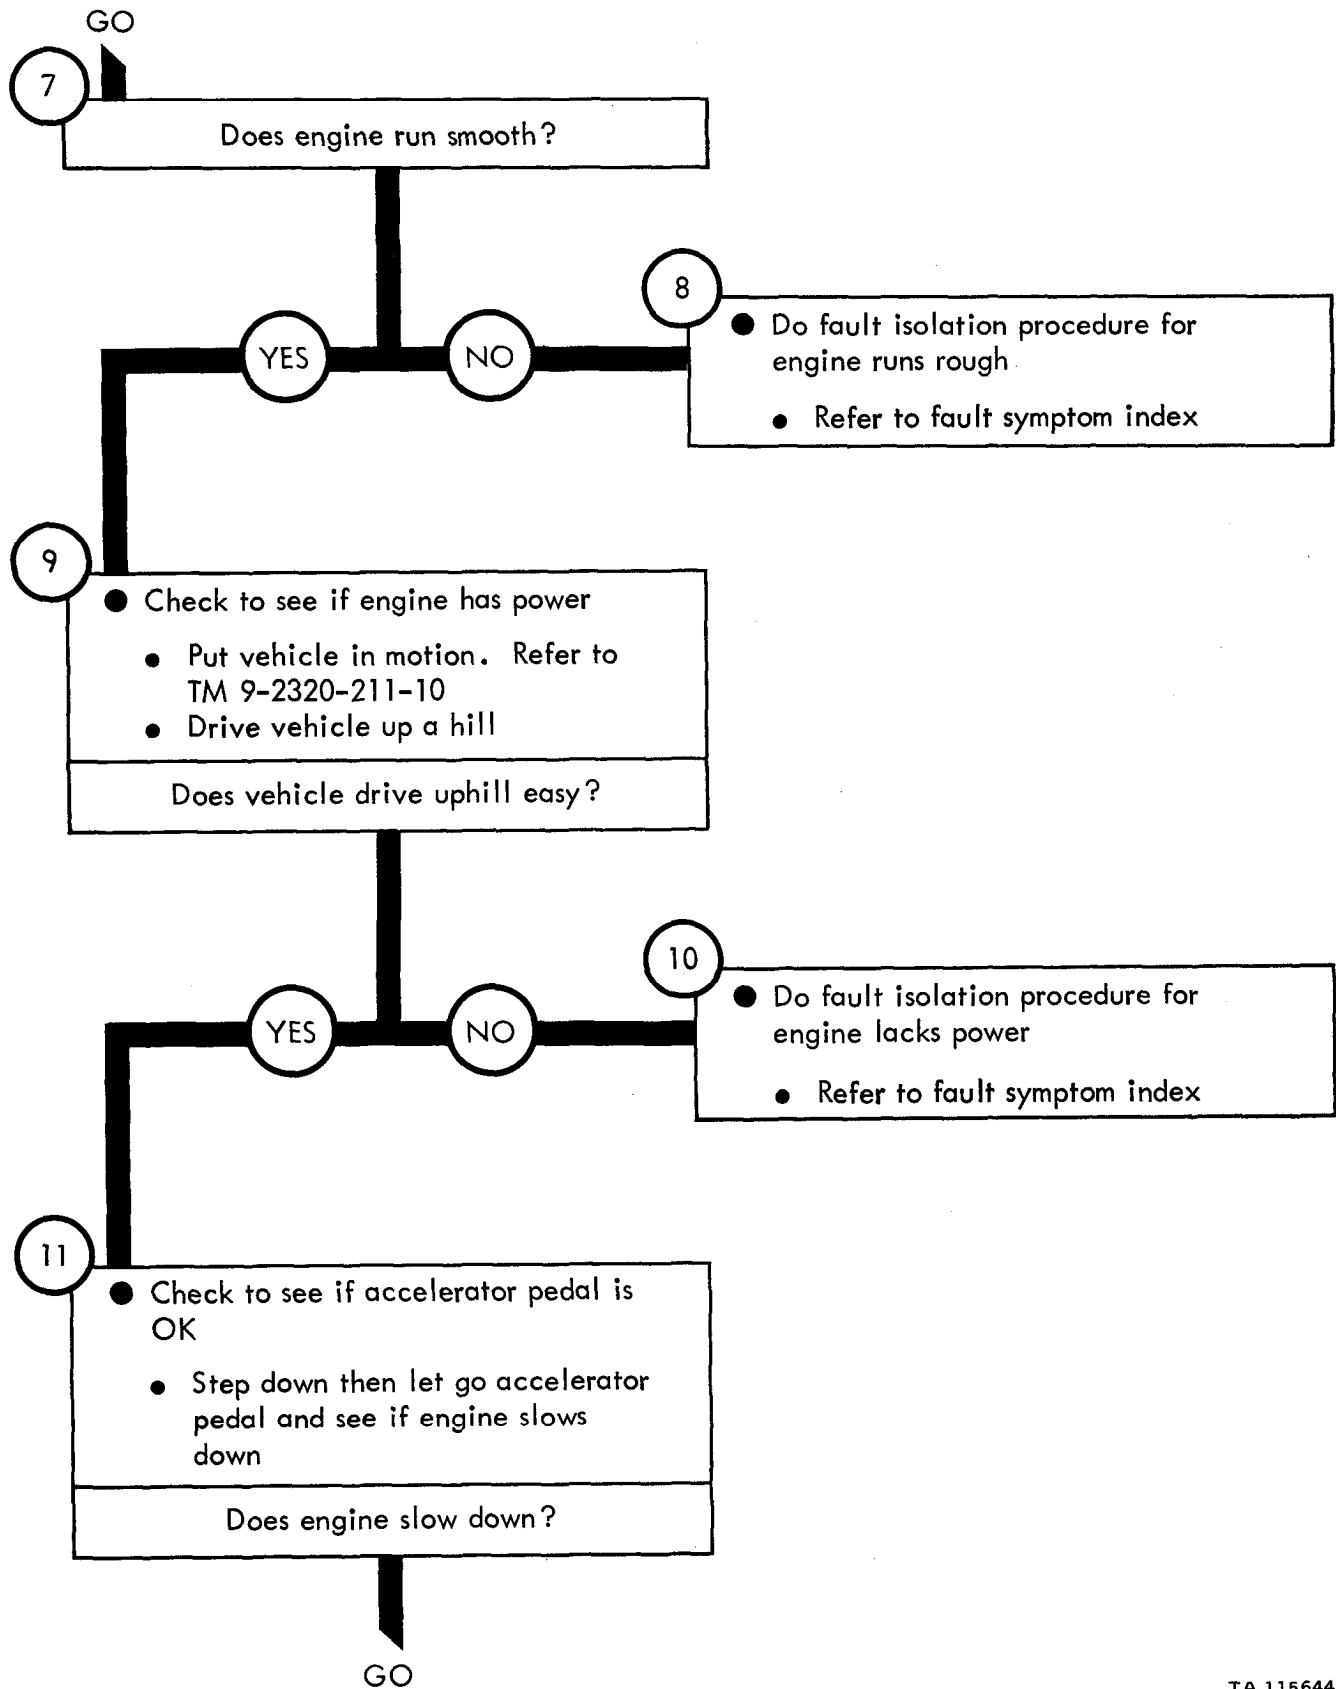 GO
7
Does engine run smooth?
YES
NO
8
● Do fault isolation procedure for
engine runs rough
● Refer to fault symptom index
9
● Check to see if engine has power
● Put vehicle in motion. Refer to
TM 9-2320-211-10
● Drive vehicle up a hill
Does vehicle drive uphill easy?
YES
NO
10
● Do fault isolation procedure for
engine lacks power
● Refer to fault symptom index
11
● Check to see if accelerator pedal is
OK
● Step down then let go accelerator
pedal and see if engine slows
down
Does engine slow down?
GO
TA 115644